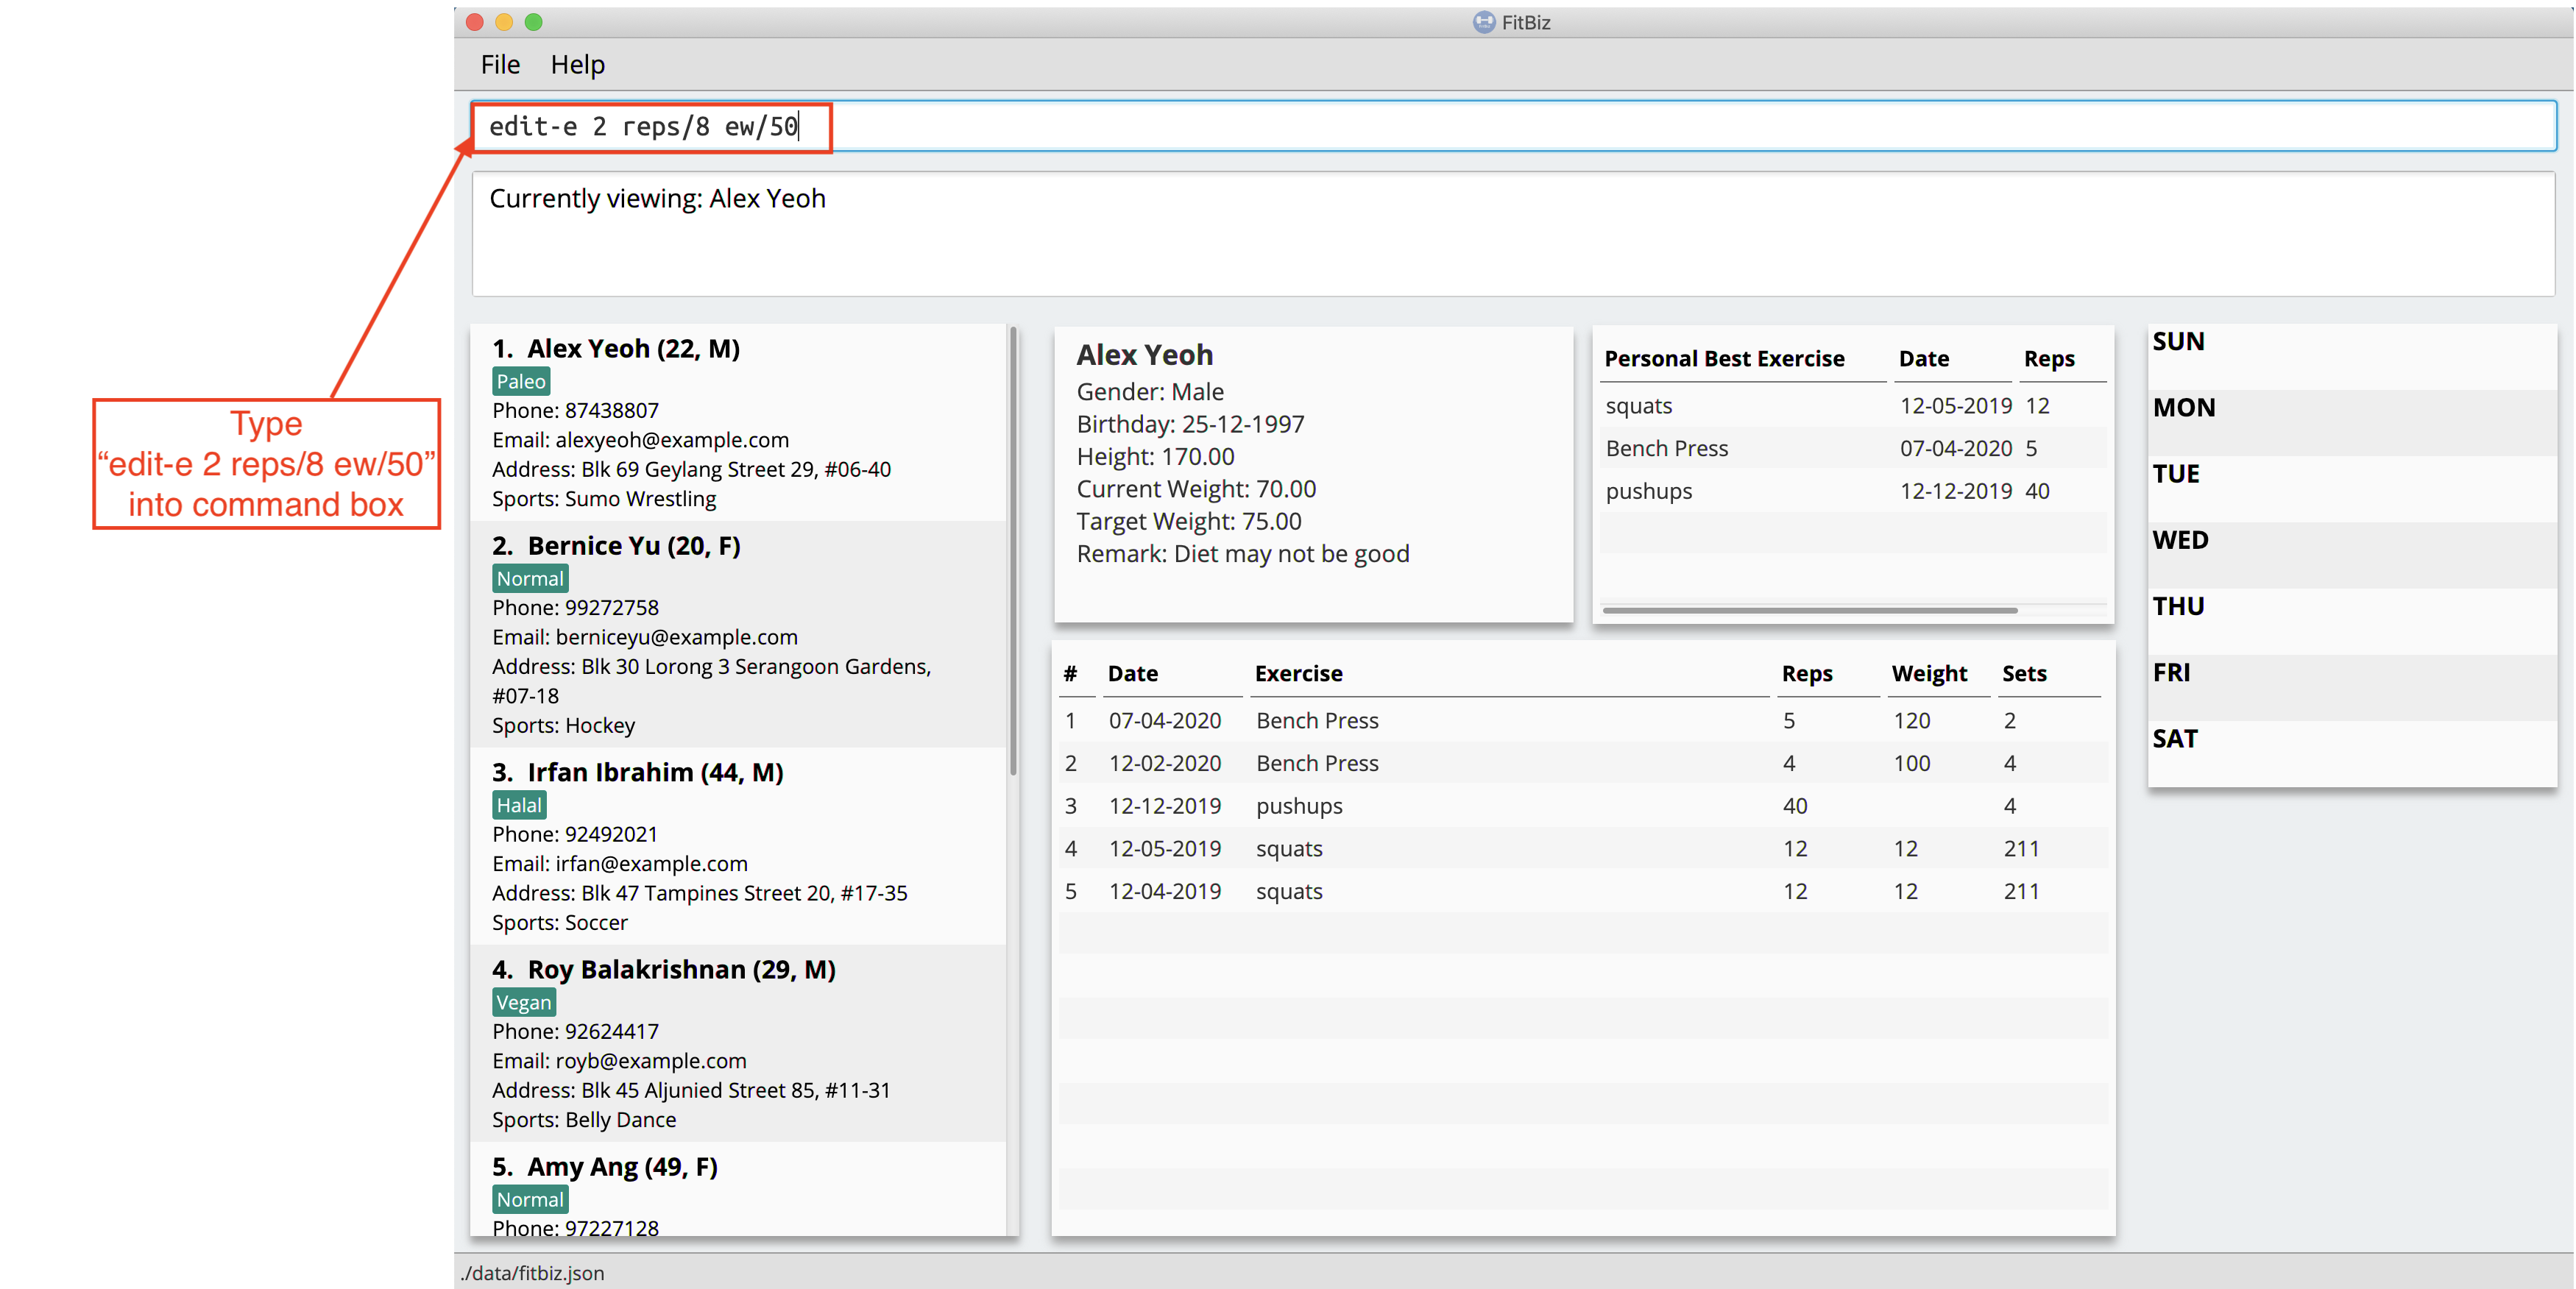 FitBiz
File Help
edit-e 2 reps/8 ew/50
Currently viewing: Alex Yeoh
Type
“edit-e 2 reps/8 ew/50”
into command box
1. Alex Yeoh (22, M)
Paleo
Phone: 87438807
Email: alexyeoh@example.com
Address: Blk 69 Geylang Street 29, #06-40
Sports: Sumo Wrestling
2. Bernice Yu (20, F)
Normal
Phone: 99272758
Email: berniceyu@example.com
Address: Blk 30 Lorong 3 Serangoon Gardens,
#07-18
Sports: Hockey
3. Irfan Ibrahim (44, M)
Halal
Phone: 92492021
Email: irfan@example.com
Address: Blk 47 Tampines Street 20, #17-35
Sports: Soccer
4. Roy Balakrishnan (29, M)
Vegan
Phone: 92624417
Email: royb@example.com
Address: Blk 45 Aljunied Street 85, #11-31
Sports: Belly Dance
5. Amy Ang (49, F)
Normal
Phone: 97227128
Alex Yeoh
Gender: Male
Birthday: 25-12-1997
Height: 170.00
Current Weight: 70.00
Target Weight: 75.00
Remark: Diet may not be good
Personal Best Exercise Date Reps
squats 12-05-2019 12
Bench Press 07-04-2020 5
pushups 12-12-2019 40
# Date Exercise Reps Weight Sets
1 07-04-2020 Bench Press 5 120 2
2 12-02-2020 Bench Press 4 100 4
3 12-12-2019 pushups 40 4
4 12-05-2019 squats 12 12 211
5 12-04-2019 squats 12 12 211
SUN
MON
TUE
WED
THU
FRI
SAT
./data/fitbiz.json